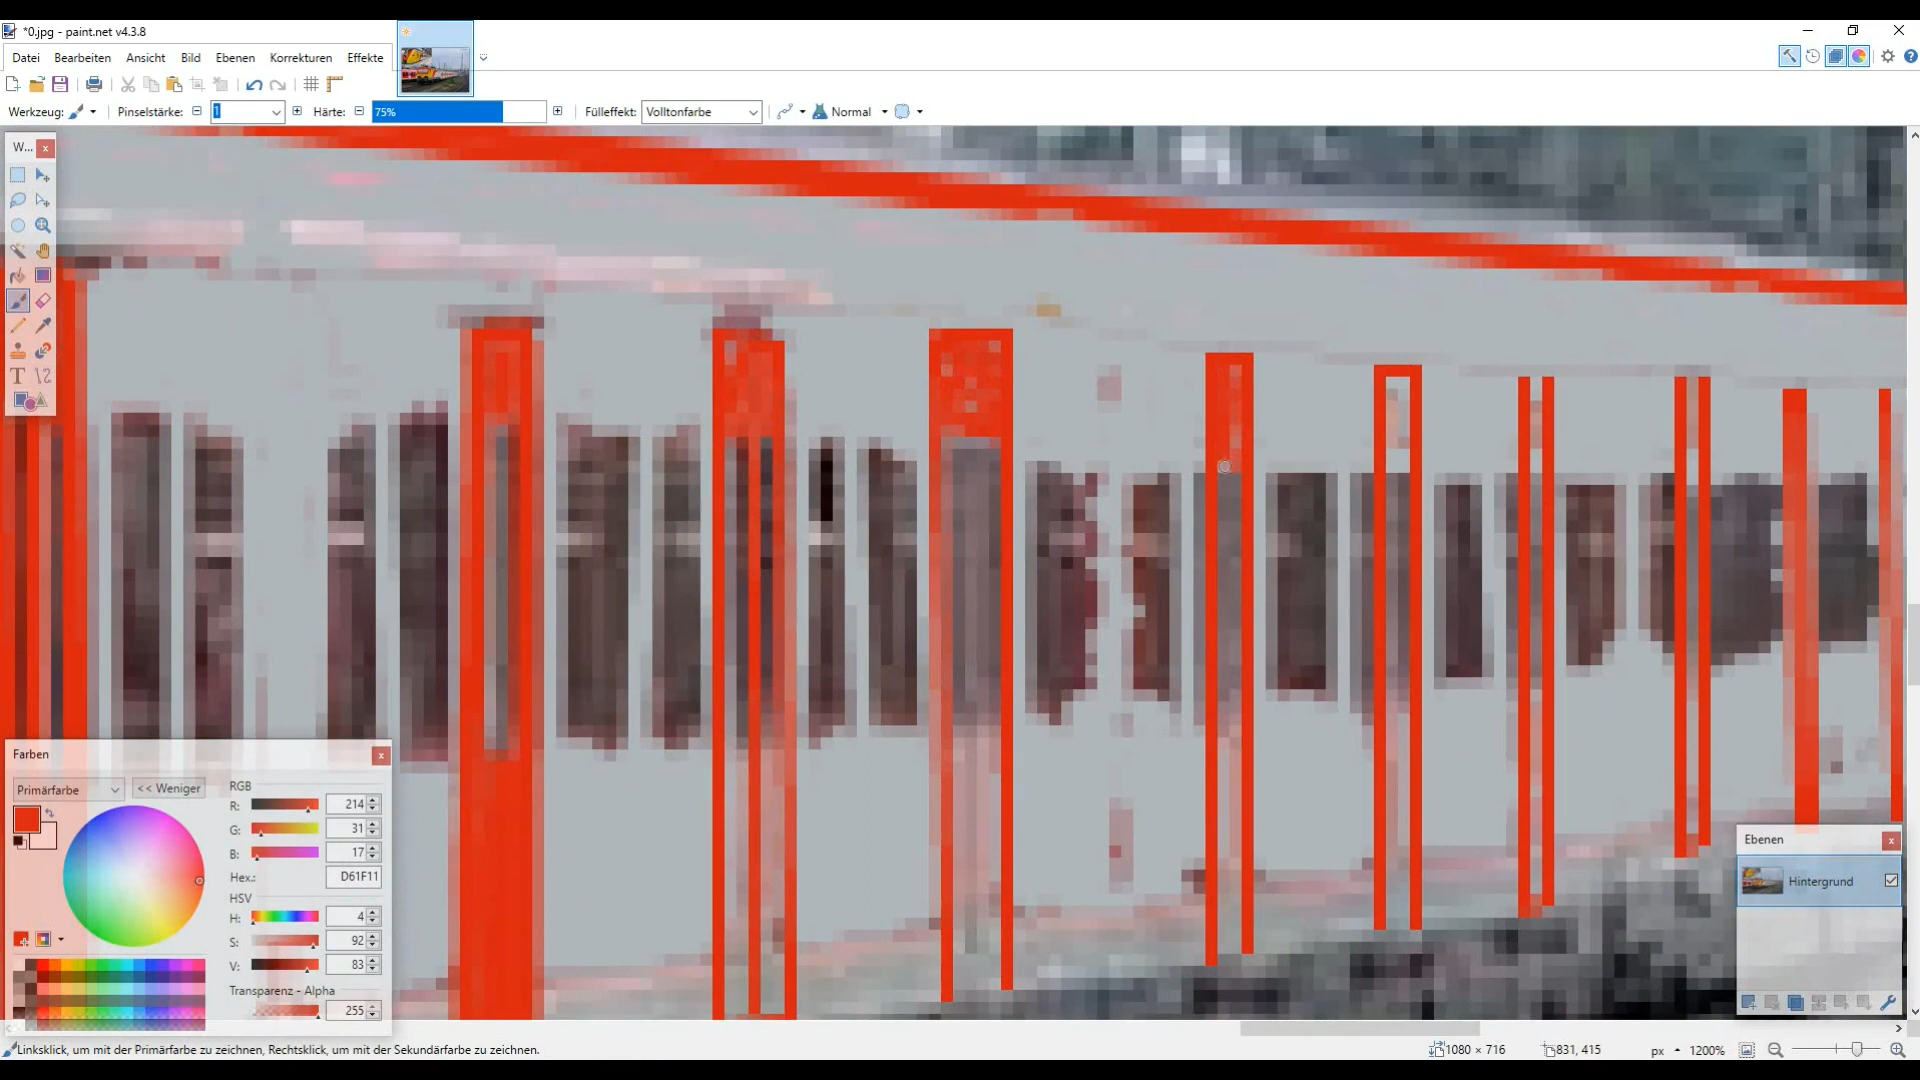 *0.jpg - paint.net v4.3.8
Datei Bearbeiten Ansicht Bild Ebenen Korrekturen Effekte
Werkzeug: Pinselstärke: 1 Härte: 75% Fülleffekt: Volltonfarbe Normal
W...
Farben
Primärfarbe << Weniger RGB
R: 214
G: 31
B: 17
Hex.: D61F11
HSV
H: 4
S: 92
V: 83
Transparenz - Alpha
255
Ebenen
Hintergrund
Linksklick, um mit der Primärfarbe zu zeichnen, Rechtsklick, um mit der Sekundärfarbe zu zeichnen. 1080 × 716 831, 415 px 1200%